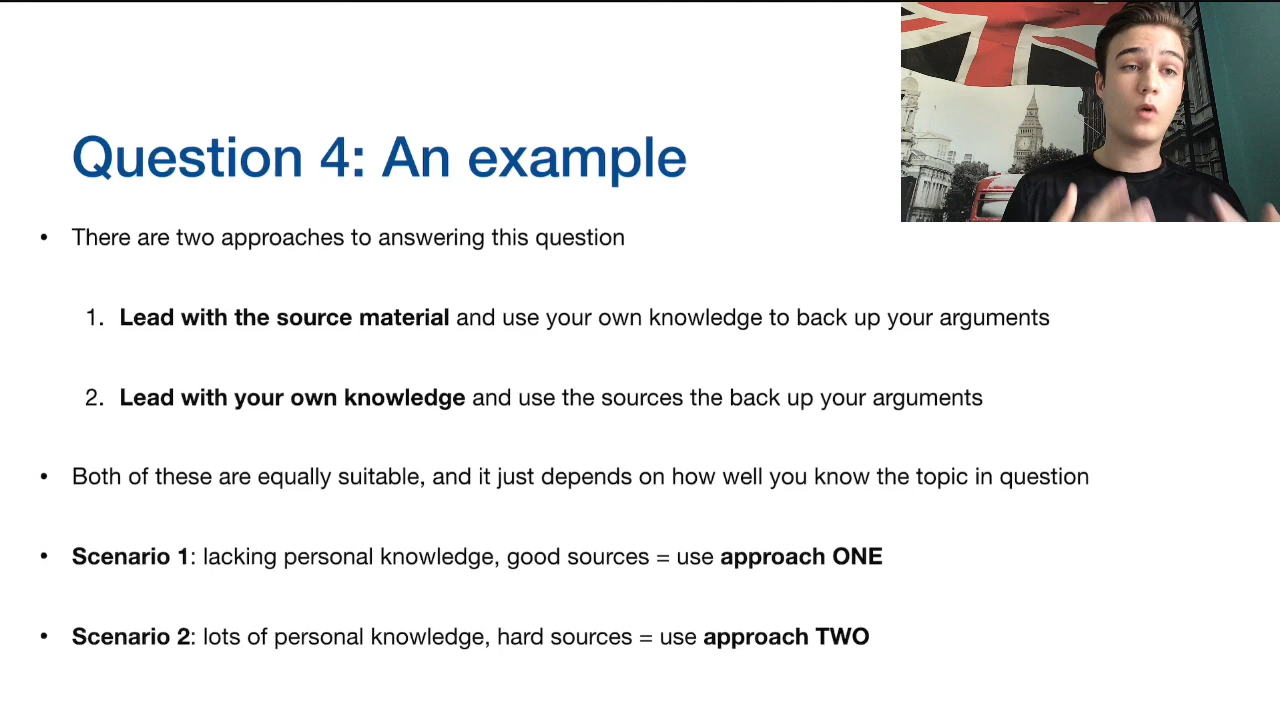 Question 4: An example
• There are two approaches to answering this question
1. Lead with the source material and use your own knowledge to back up your arguments
2. Lead with your own knowledge and use the sources the back up your arguments
• Both of these are equally suitable, and it just depends on how well you know the topic in question
• Scenario 1: lacking personal knowledge, good sources = use approach ONE
• Scenario 2: lots of personal knowledge, hard sources = use approach TWO